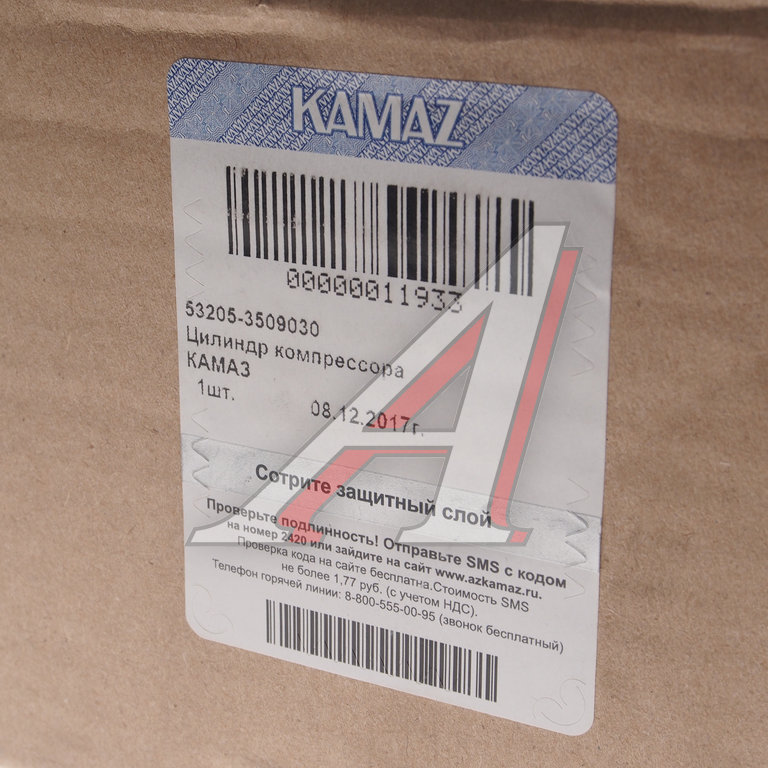 KAMAZ
00000011933
53205-3509030
Цилиндр компрессора
КАМАЗ
1шт.
08.12.2017г.
Сотрите защитный слой
Проверьте подлинность! Отправьте SMS с кодом
на номер 2420 или зайдите на сайт www.azkamaz.ru.
Проверка кода на сайте бесплатна.Стоимость SMS
не более 1,77 руб. (с учетом НДС).
Телефон горячей линии: 8-800-555-00-95 (звонок бесплатный)